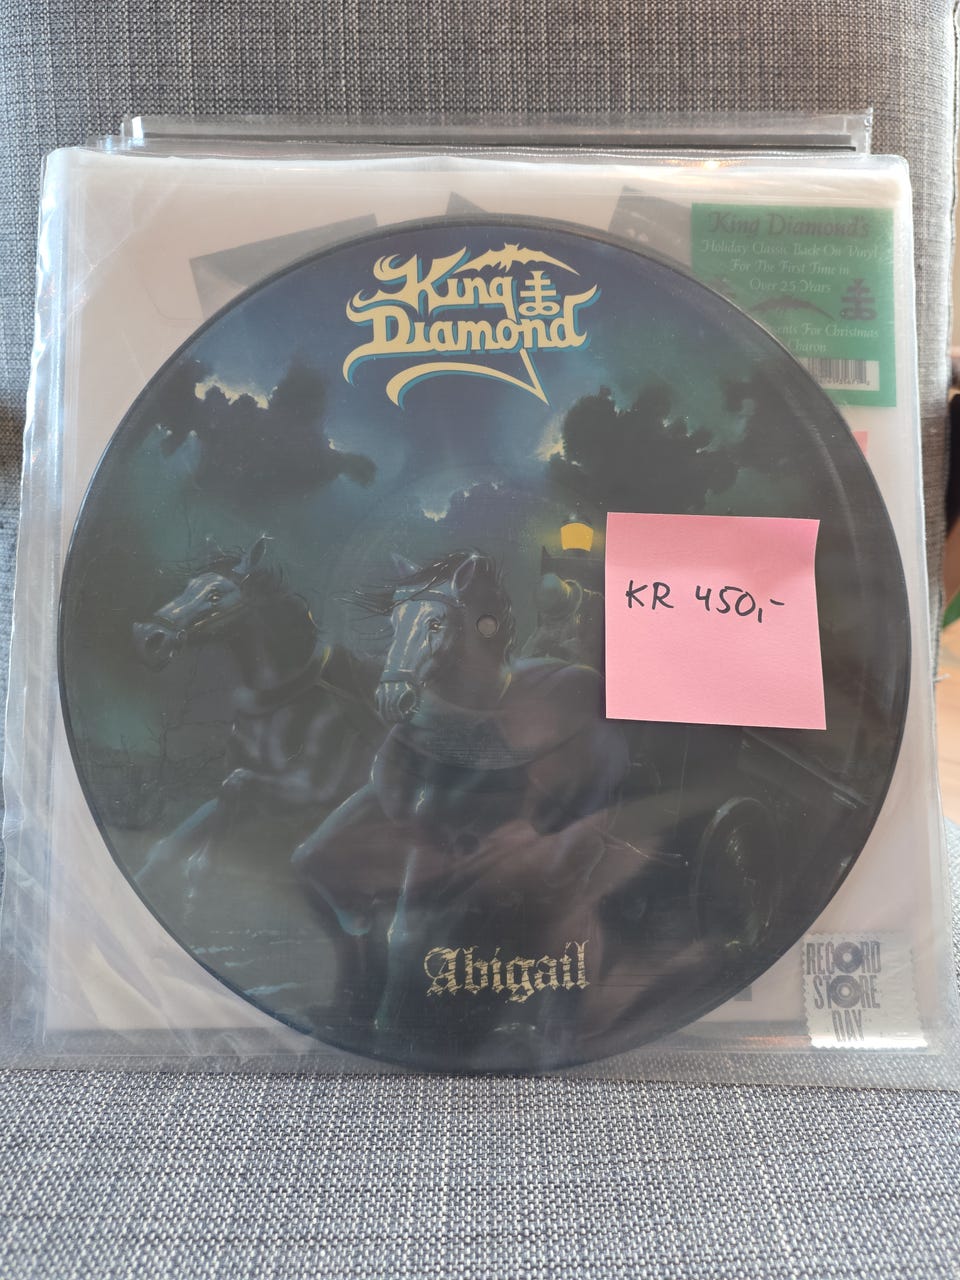 King
Diamond
King Diamond's
Holiday Classic Back On Vinyl
For The First Time in
Over 25 Years
For Christmas
Charon
KR 450,-
Abigail
RECORD
STORE
DAY